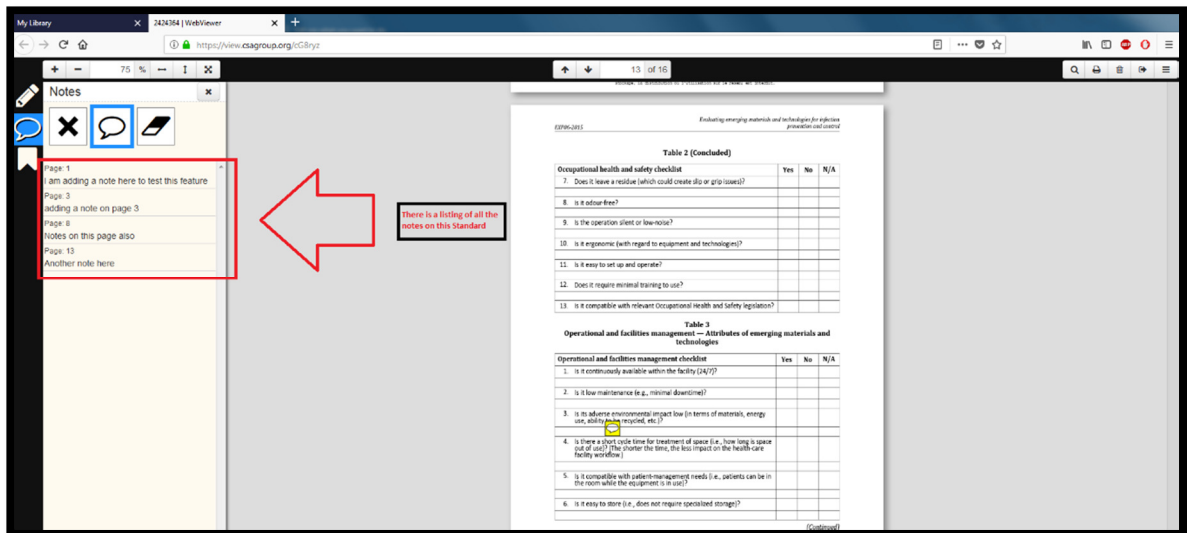 My Library
2424364 | WebViewer
https://view.csagroup.org/cG8ryz
75 %
13 of 16
Notes
Page: 1
I am adding a note here to test this feature
Page: 3
adding a note on page 3
Page: 8
Notes on this page also
Page: 13
Another note here
There is a listing of all the
notes on this Standard
Evaluating emerging materials and technologies for infection
prevention and control
EXP06-2015
Table 2 (Concluded)
Occupational health and safety checklist Yes No N/A
7. Does it leave a residue (which could create slip or grip issues)?
8. Is it odour-free?
9. Is the operation silent or low-noise?
10. Is it ergonomic (with regard to equipment and technologies)?
11. Is it easy to set up and operate?
12. Does it require minimal training to use?
13. Is it compatible with relevant Occupational Health and Safety legislation?
Table 3
Operational and facilities management — Attributes of emerging materials and
technologies
Operational and facilities management checklist Yes No N/A
1. Is it continuously available within the facility (24/7)?
2. Is it low maintenance (e.g., minimal downtime)?
3. Is its adverse environmental impact low (in terms of materials, energy
use, ability to be recycled, etc.)?
4. Is there a short cycle time for treatment of space (i.e., how long is space
out of use)? (The shorter the time, the less impact on the health-care
facility workflow.)
5. Is it compatible with patient-management needs (i.e., patients can be in
the room while the equipment is in use)?
6. Is it easy to store (i.e., does not require specialized storage)?
(Continued)